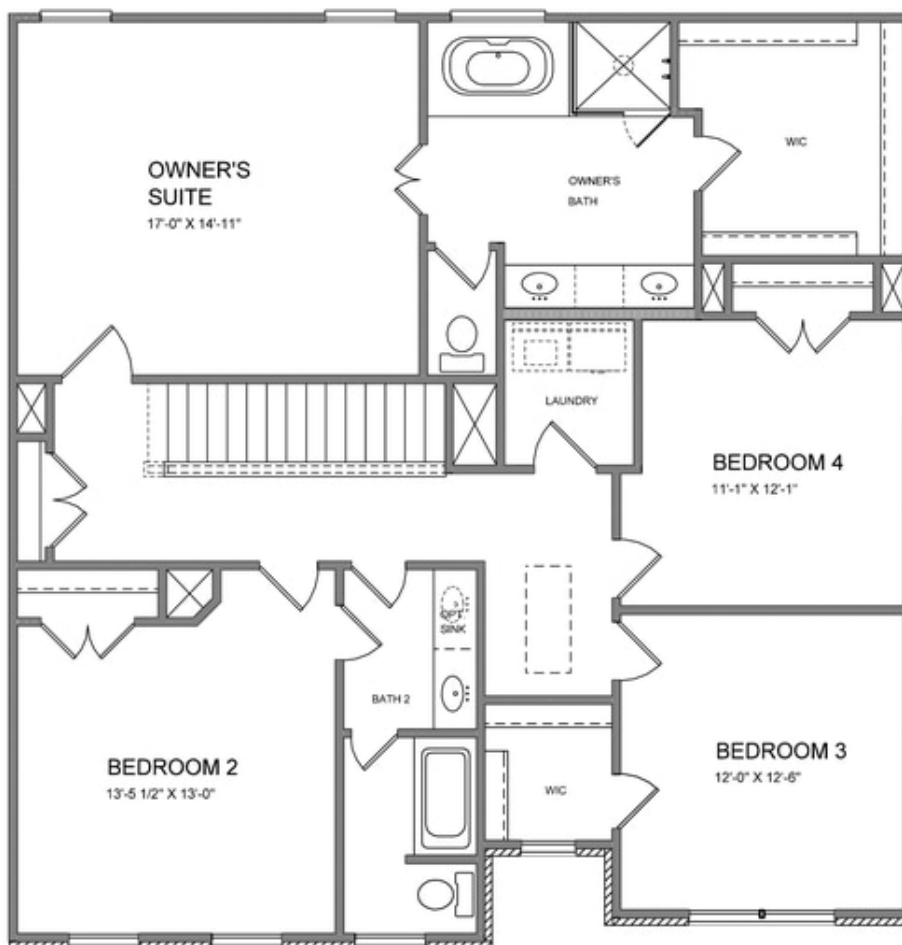 OWNER'S
SUITE
17'-0" X 14'-11"
OWNER'S
BATH
WIC
LAUNDRY
BEDROOM 4
11'-1" X 12'-1"
OPT
SINK
BATH 2
BEDROOM 2
13'-5 1/2" X 13'-0"
WIC
BEDROOM 3
12'-0" X 12'-6"